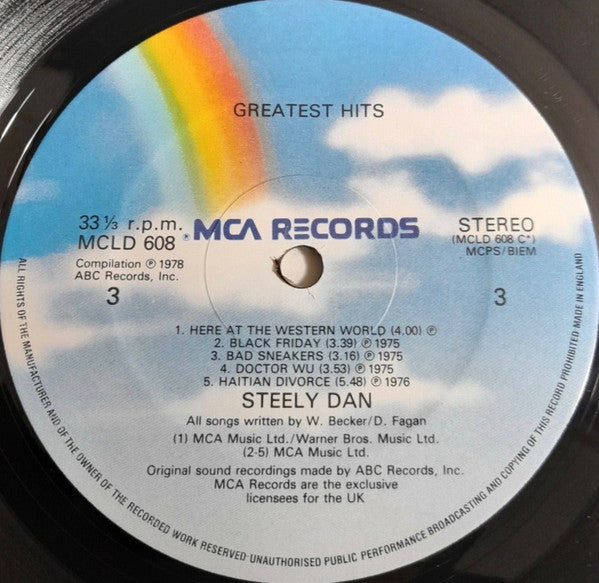 GREATEST HITS
33⅓ r.p.m.
MCLD 608
® MCA RECORDS
STEREO
(MCLD 608 C*)
MCPS/BIEM
Compilation ℗ 1978
ABC Records, Inc.
3
3
1. HERE AT THE WESTERN WORLD (4.00) ℗
2. BLACK FRIDAY (3.39) ℗ 1975
3. BAD SNEAKERS (3.16) ℗ 1975
4. DOCTOR WU (3.53) ℗ 1975
5. HAITIAN DIVORCE (5.48) ℗ 1976
STEELY DAN
All songs written by W. Becker/D. Fagan
(1) MCA Music Ltd./Warner Bros. Music Ltd.
(2-5) MCA Music Ltd.
Original sound recordings made by ABC Records, Inc.
MCA Records are the exclusive
licensees for the UK
ALL RIGHTS OF THE MANUFACTURER AND OF THE OWNER OF THE RECORDED WORK RESERVED·UNAUTHORISED PUBLIC PERFORMANCE BROADCASTING AND COPYING OF THIS RECORD PROHIBITED·MADE IN ENGLAND